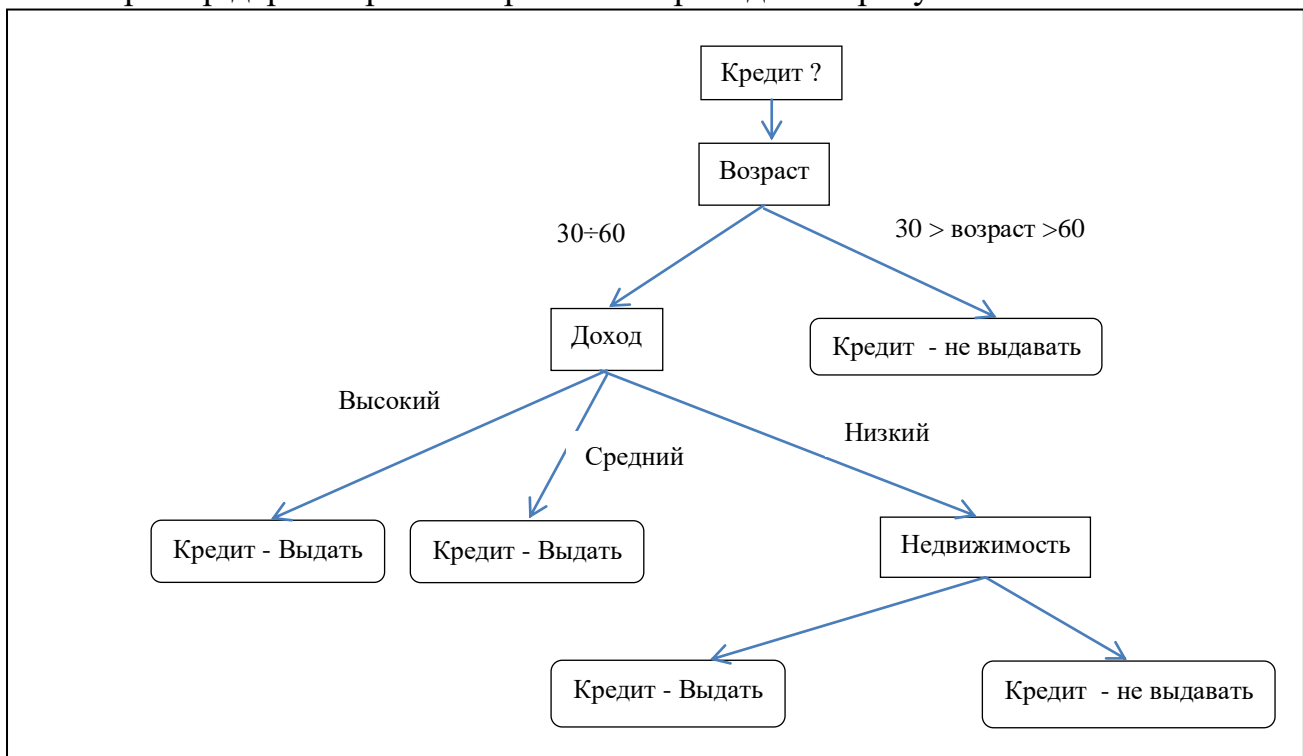 Кредит ?
Возраст
30÷60
30 > возраст >60
Доход
Кредит - не выдавать
Высокий
Средний
Низкий
Кредит - Выдать
Кредит - Выдать
Недвижимость
Кредит - Выдать
Кредит - не выдавать